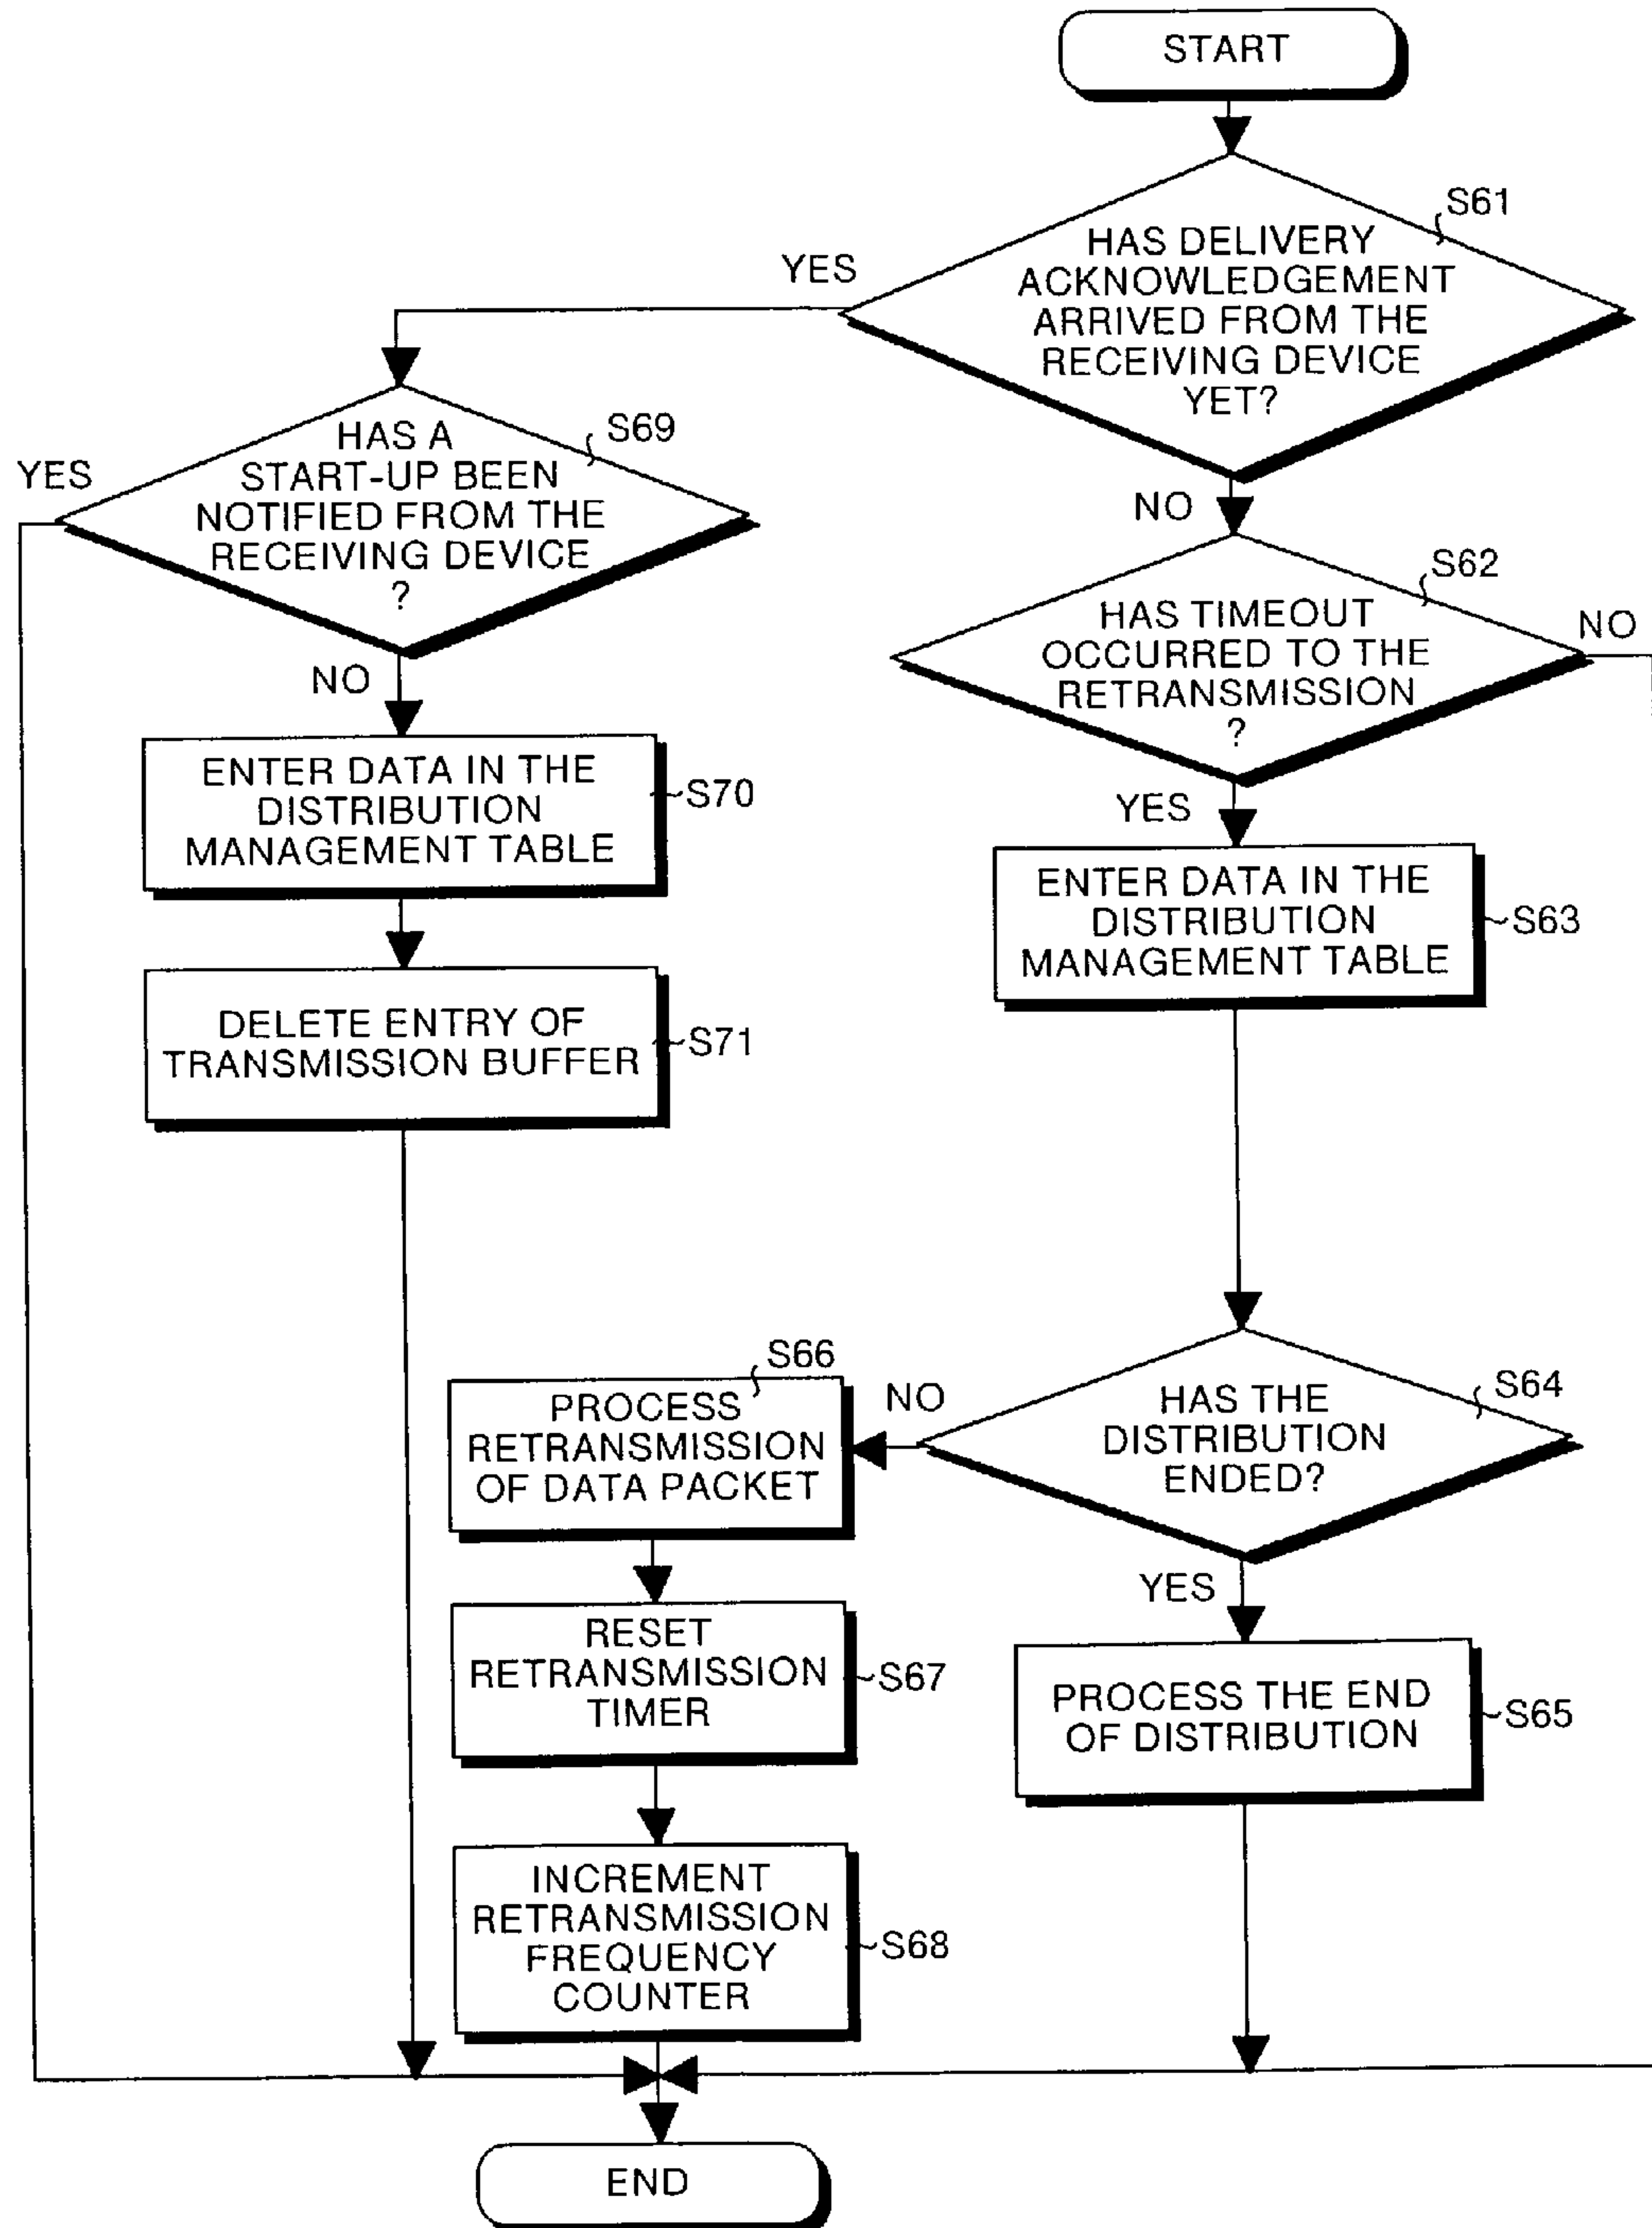 START
S61
HAS DELIVERY
ACKNOWLEDGEMENT
ARRIVED FROM THE
RECEIVING DEVICE
YET?
YES
NO
S69
HAS A
START-UP BEEN
NOTIFIED FROM THE
RECEIVING DEVICE
?
YES
NO
S62
HAS TIMEOUT
OCCURRED TO THE
RETRANSMISSION
?
NO
YES
ENTER DATA IN THE
DISTRIBUTION
MANAGEMENT TABLE
S70
ENTER DATA IN THE
DISTRIBUTION
MANAGEMENT TABLE
S63
DELETE ENTRY OF
TRANSMISSION BUFFER
S71
S64
HAS THE
DISTRIBUTION
ENDED?
NO
YES
S66
PROCESS
RETRANSMISSION
OF DATA PACKET
RESET
RETRANSMISSION
TIMER
S67
PROCESS THE END
OF DISTRIBUTION
S65
INCREMENT
RETRANSMISSION
FREQUENCY
COUNTER
S68
END